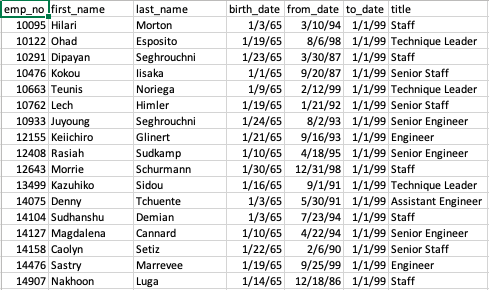 emp_no first_name last_name birth_date from_date to_date title
10095 Hilari Morton 1/3/65 3/10/94 1/1/99 Staff
10122 Ohad Esposito 1/19/65 8/6/98 1/1/99 Technique Leader
10291 Dipayan Seghrouchni 1/23/65 3/30/87 1/1/99 Staff
10476 Kokou Iisaka 1/1/65 9/20/87 1/1/99 Senior Staff
10663 Teunis Noriega 1/9/65 2/12/99 1/1/99 Technique Leader
10762 Lech Himler 1/19/65 1/21/92 1/1/99 Senior Staff
10933 Juyoung Seghrouchni 1/24/65 8/2/93 1/1/99 Senior Engineer
12155 Keiichiro Glinert 1/21/65 9/16/93 1/1/99 Engineer
12408 Rasiah Sudkamp 1/10/65 4/18/95 1/1/99 Senior Engineer
12643 Morrie Schurmann 1/30/65 12/31/98 1/1/99 Staff
13499 Kazuhiko Sidou 1/16/65 9/1/91 1/1/99 Technique Leader
14075 Denny Tchuente 1/3/65 5/30/91 1/1/99 Assistant Engineer
14104 Sudhanshu Demian 1/3/65 7/23/94 1/1/99 Staff
14127 Magdalena Cannard 1/10/65 4/22/94 1/1/99 Senior Engineer
14158 Caolyn Setiz 1/22/65 2/6/90 1/1/99 Senior Staff
14476 Sastry Marrevee 1/19/65 9/25/99 1/1/99 Engineer
14907 Nakhoon Luga 1/14/65 12/18/86 1/1/99 Staff